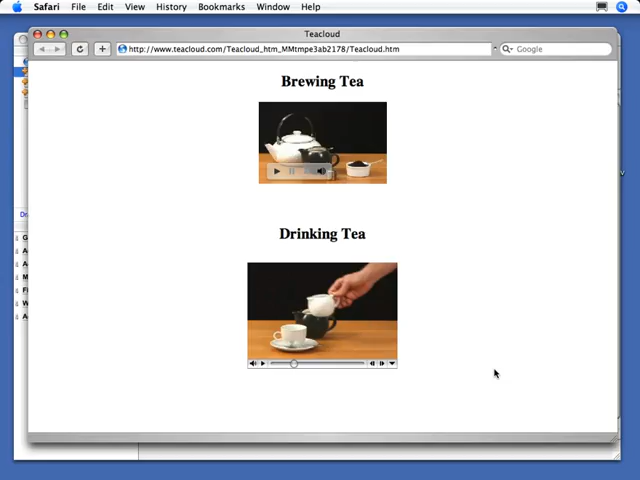 Safari File Edit View History Bookmarks Window Help
Teacloud
http://www.teacloud.com/Teacloud_htm_MMtmpe3ab2178/Teacloud.htm
Google
Brewing Tea
Drinking Tea
Dr
G
A
A
M
F
W
A